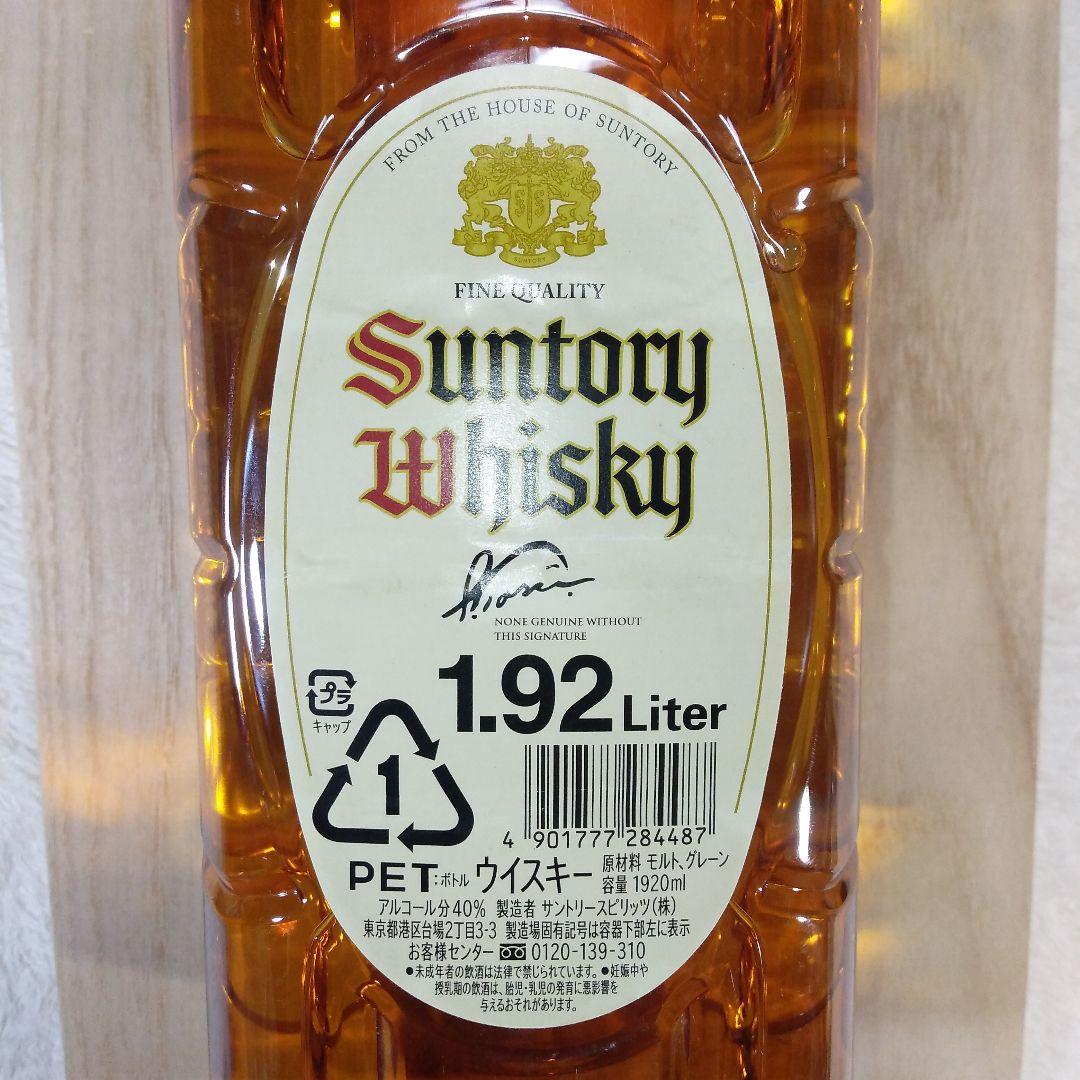 FROM THE HOUSE OF SUNTORY
SUNTORY
FINE QUALITY
Suntory
Whisky
NONE GENUINE WITHOUT
THIS SIGNATURE
1.92 Liter
プラ
キャップ
1
4 901777 284487
PET:ボトル ウイスキー
原材料 モルト、グレーン
容量 1920ml
アルコール分40% 製造者 サントリースピリッツ(株)
東京都港区台場2丁目3-3 製造場固有記号は容器下部左に表示
お客様センター 0120-139-310
●未成年者の飲酒は法律で禁じられています。●妊娠中や
授乳期の飲酒は、胎児・乳児の発育に悪影響を
与えるおそれがあります。